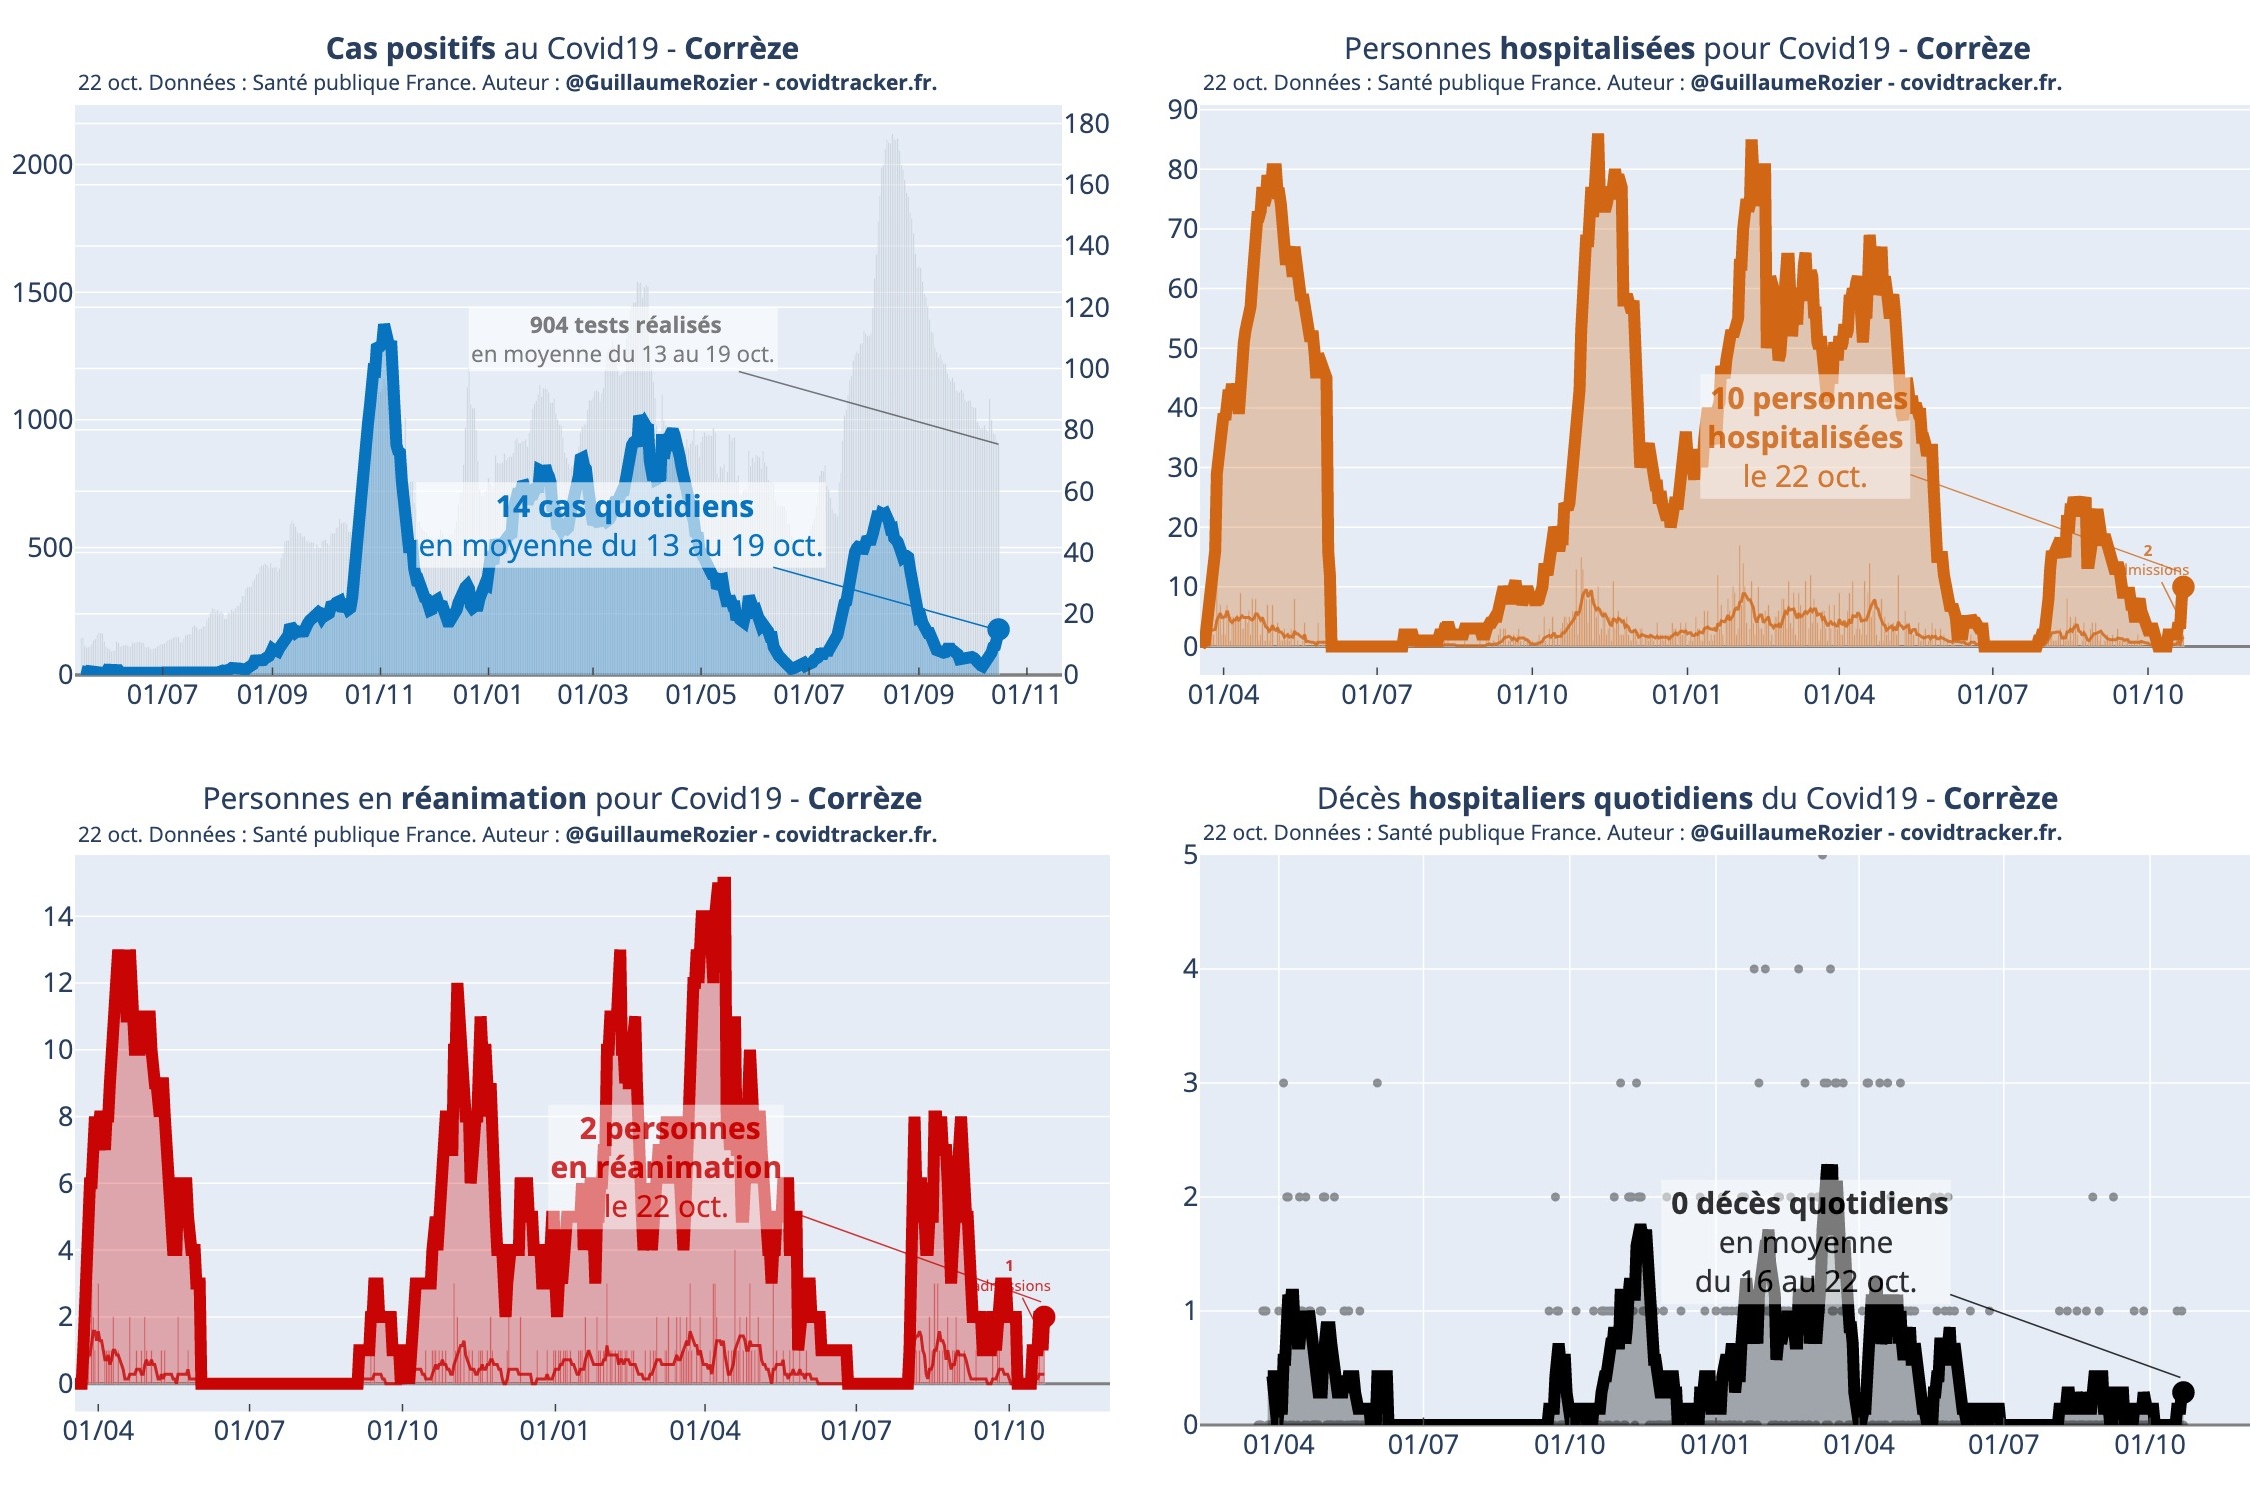 Cas positifs au Covid19 - Corrèze
22 oct. Données : Santé publique France. Auteur : @GuillaumeRozier - covidtracker.fr.
2000
1500
1000
500
0
180
160
140
120
100
80
60
40
20
0
904 tests réalisés
en moyenne du 13 au 19 oct.
14 cas quotidiens
en moyenne du 13 au 19 oct.
01/07 01/09 01/11 01/01 01/03 01/05 01/07 01/09 01/11
Personnes hospitalisées pour Covid19 - Corrèze
22 oct. Données : Santé publique France. Auteur : @GuillaumeRozier - covidtracker.fr.
90
80
70
60
50
40
30
20
10
0
10 personnes
hospitalisées
le 22 oct.
2
admissions
01/04 01/07 01/10 01/01 01/04 01/07 01/10
Personnes en réanimation pour Covid19 - Corrèze
22 oct. Données : Santé publique France. Auteur : @GuillaumeRozier - covidtracker.fr.
14
12
10
8
6
4
2
0
2 personnes
en réanimation
le 22 oct.
1
admissions
01/04 01/07 01/10 01/01 01/04 01/07 01/10
Décès hospitaliers quotidiens du Covid19 - Corrèze
22 oct. Données : Santé publique France. Auteur : @GuillaumeRozier - covidtracker.fr.
5
4
3
2
1
0
0 décès quotidiens
en moyenne
du 16 au 22 oct.
01/04 01/07 01/10 01/01 01/04 01/07 01/10